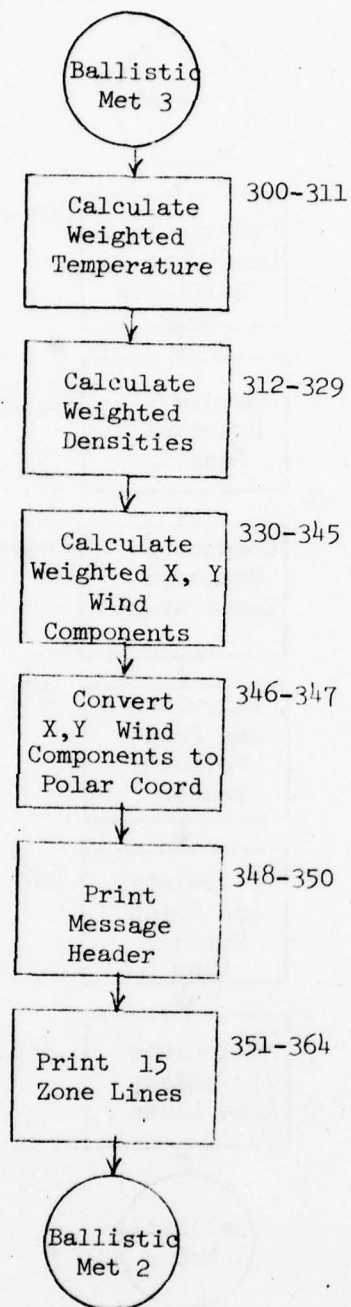 Ballistic
Met 3
300-311
Calculate
Weighted
Temperature
312-329
Calculate
Weighted
Densities
330-345
Calculate
Weighted X, Y
Wind
Components
346-347
Convert
X,Y Wind
Components to
Polar Coord
348-350
Print
Message
Header
351-364
Print 15
Zone Lines
Ballistic
Met 2